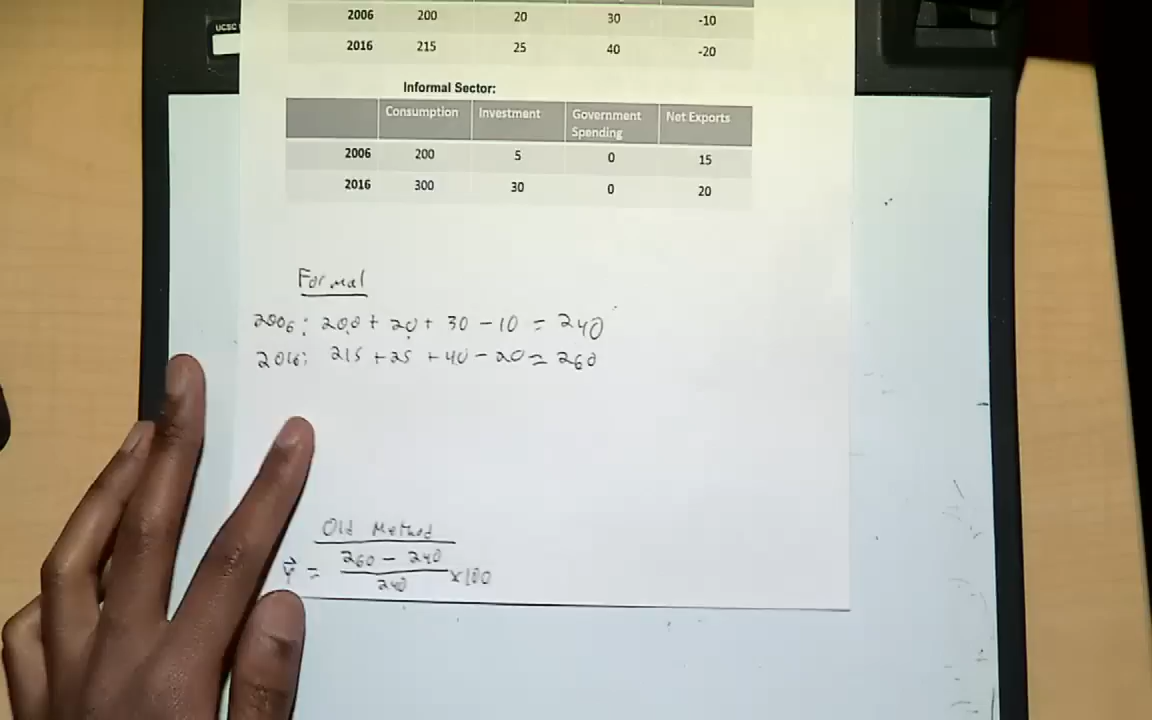 UCSC
2006 200 20 30 -10
2016 215 25 40 -20
Informal Sector:
Consumption Investment Government Spending Net Exports
2006 200 5 0 15
2016 300 30 0 20
Formal
2006: 200 + 20 + 30 - 10 = 240
2016: 215 + 25 + 40 - 20 = 260
Old Method
Y⃗ = (260 - 240) / 240 × 100